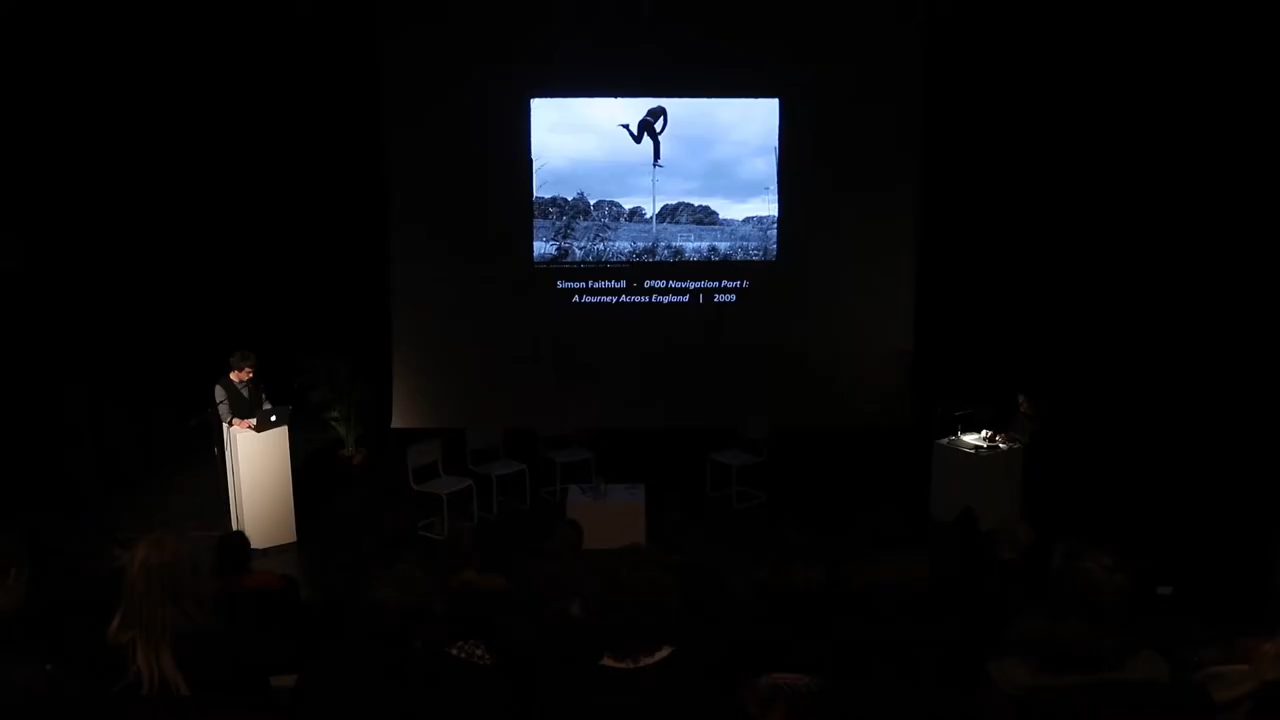 Simon Faithfull - 0º00 Navigation Part I:
A Journey Across England | 2009